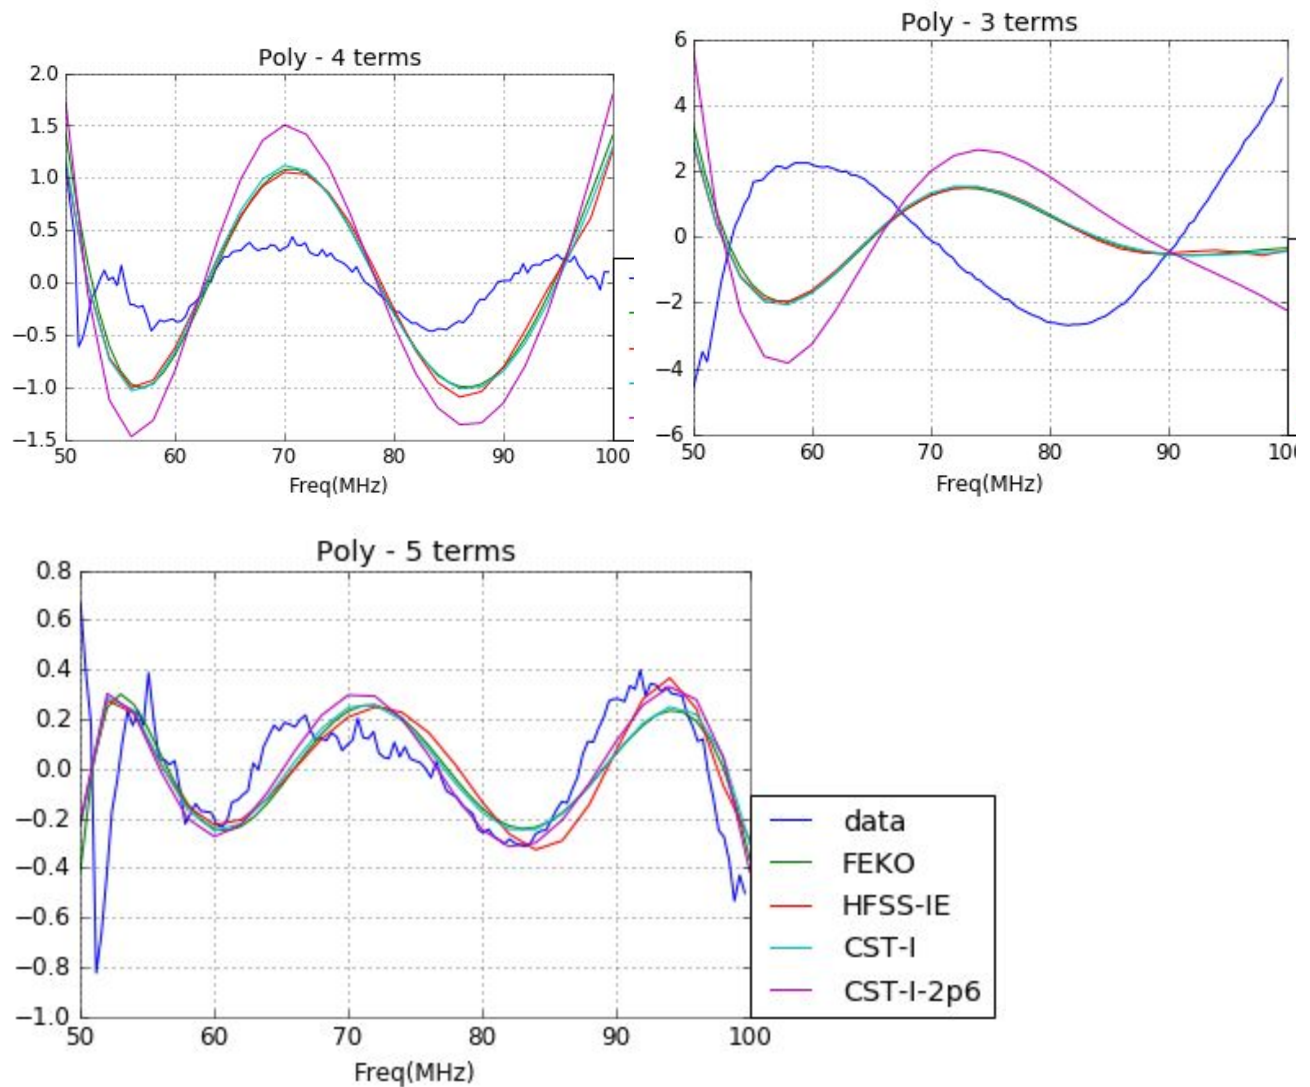 Poly - 4 terms
2.0
1.5
1.0
0.5
0.0
−0.5
−1.0
−1.5
50 60 70 80 90 100
Freq(MHz)
Poly - 3 terms
6
4
2
0
−2
−4
−6
50 60 70 80 90
Freq(MHz)
Poly - 5 terms
0.8
0.6
0.4
0.2
0.0
−0.2
−0.4
−0.6
−0.8
−1.0
50 60 70 80 90 100
Freq(MHz)
data
FEKO
HFSS-IE
CST-I
CST-I-2p6